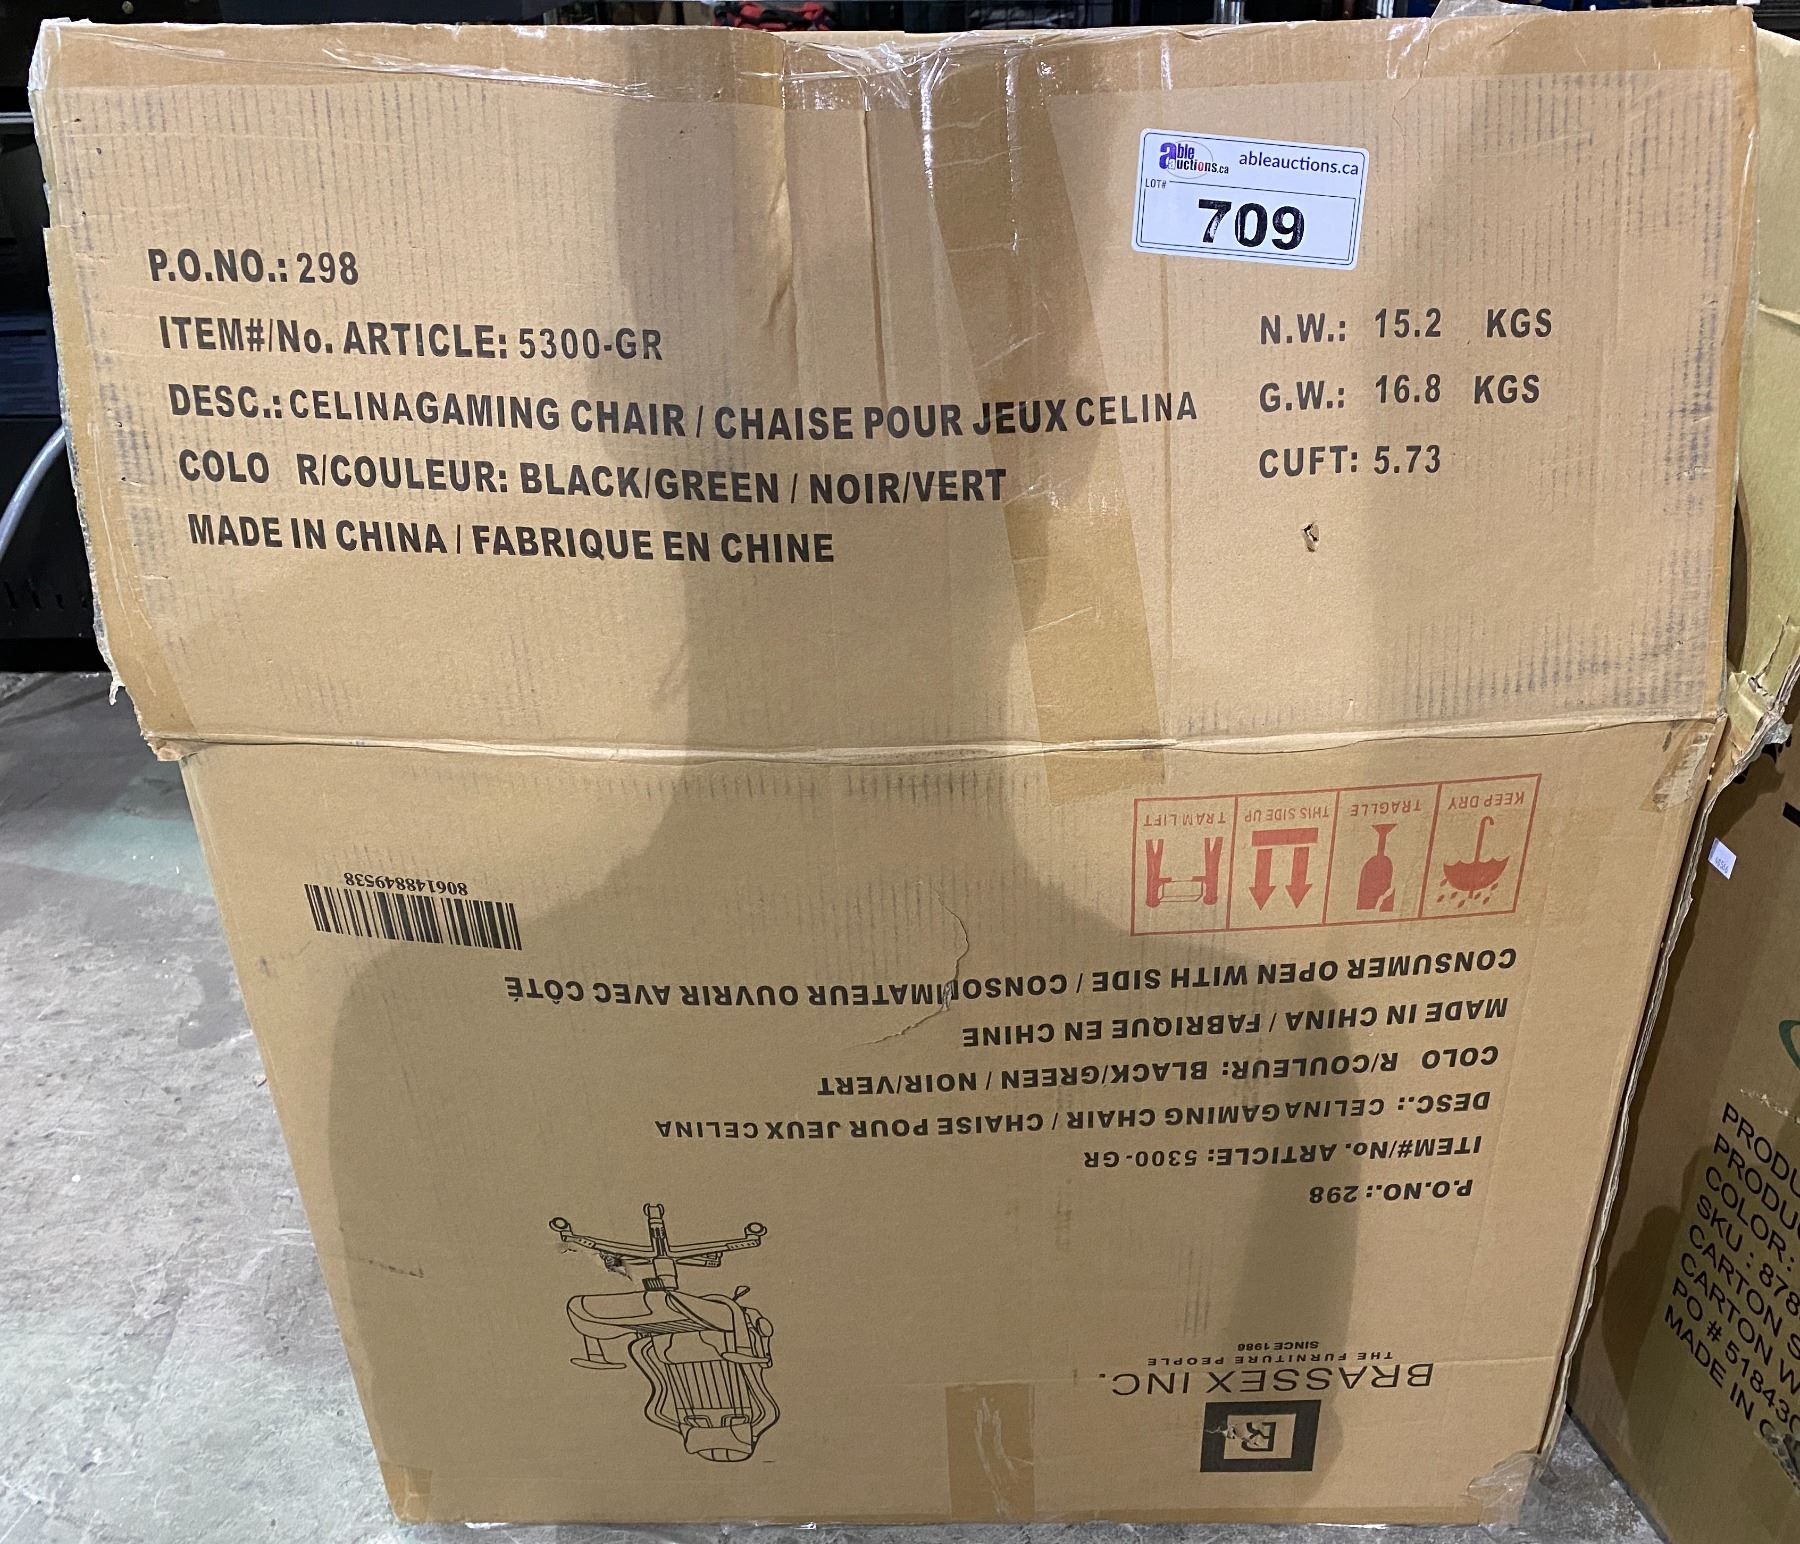 able auctions.ca ableauctions.ca
LOT#
709
P.O.NO.: 298
ITEM#/No. ARTICLE: 5300-GR
DESC.: CELINAGAMING CHAIR / CHAISE POUR JEUX CELINA
COLO R/COULEUR: BLACK/GREEN / NOIR/VERT
MADE IN CHINA / FABRIQUE EN CHINE
N.W.: 15.2 KGS
G.W.: 16.8 KGS
CUFT: 5.73
BRASSEX INC.
THE FURNITURE PEOPLE
SINCE 1986
P.O.NO.: 298
ITEM#/No. ARTICLE: 5300-GR
DESC.: CELINAGAMING CHAIR / CHAISE POUR JEUX CELINA
COLO R/COULEUR: BLACK/GREEN / NOIR/VERT
MADE IN CHINA / FABRIQUE EN CHINE
CONSUMER OPEN WITH SIDE / CONSOMMATEUR OUVRIR AVEC CÔTÉ
KEEP DRY TRAGLLE THIS SIDE UP TRAM LIFT
806148849538
PRODU
PRODU
COLOR:
SKU : 878
CARTON S
CARTON W
PO # 518430
MADE IN C